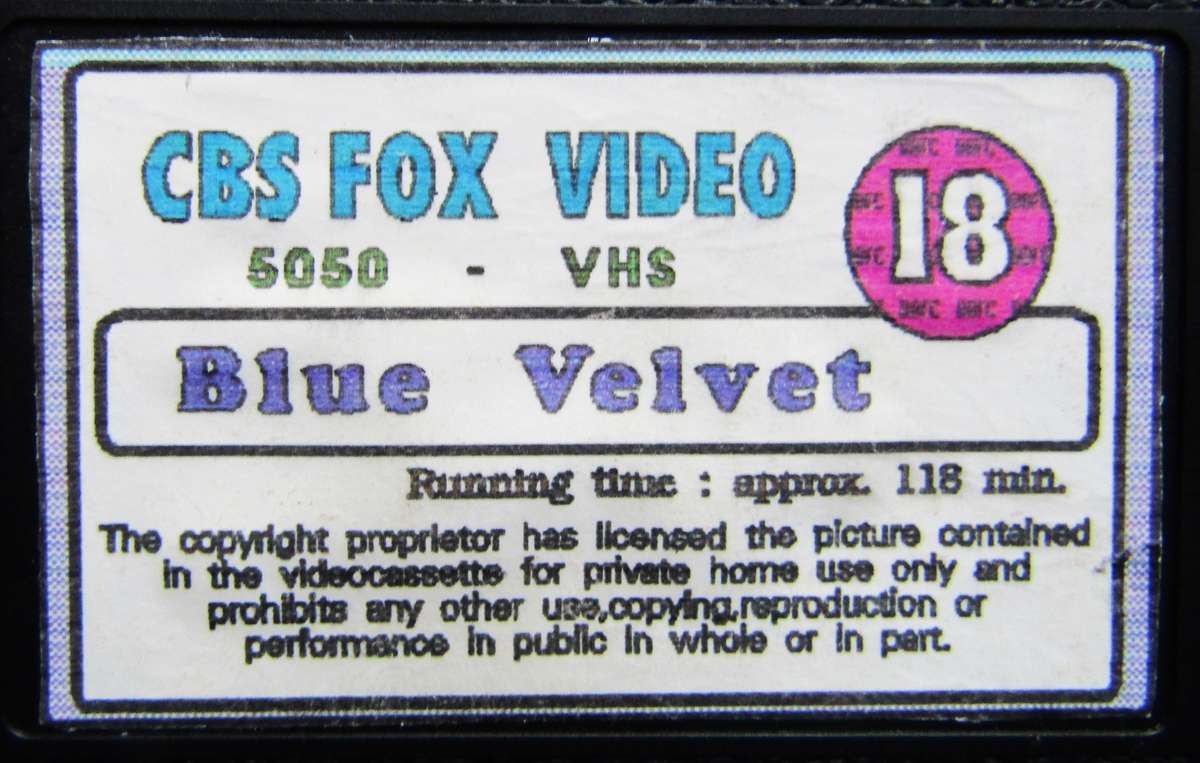 CBS FOX VIDEO
18
5050 - VHS
Blue Velvet
Running time : approx. 118 min.
The copyright proprietor has licensed the picture contained
in the videocassette for private home use only and
prohibits any other use,copying,reproduction or
performance in public in whole or in part.